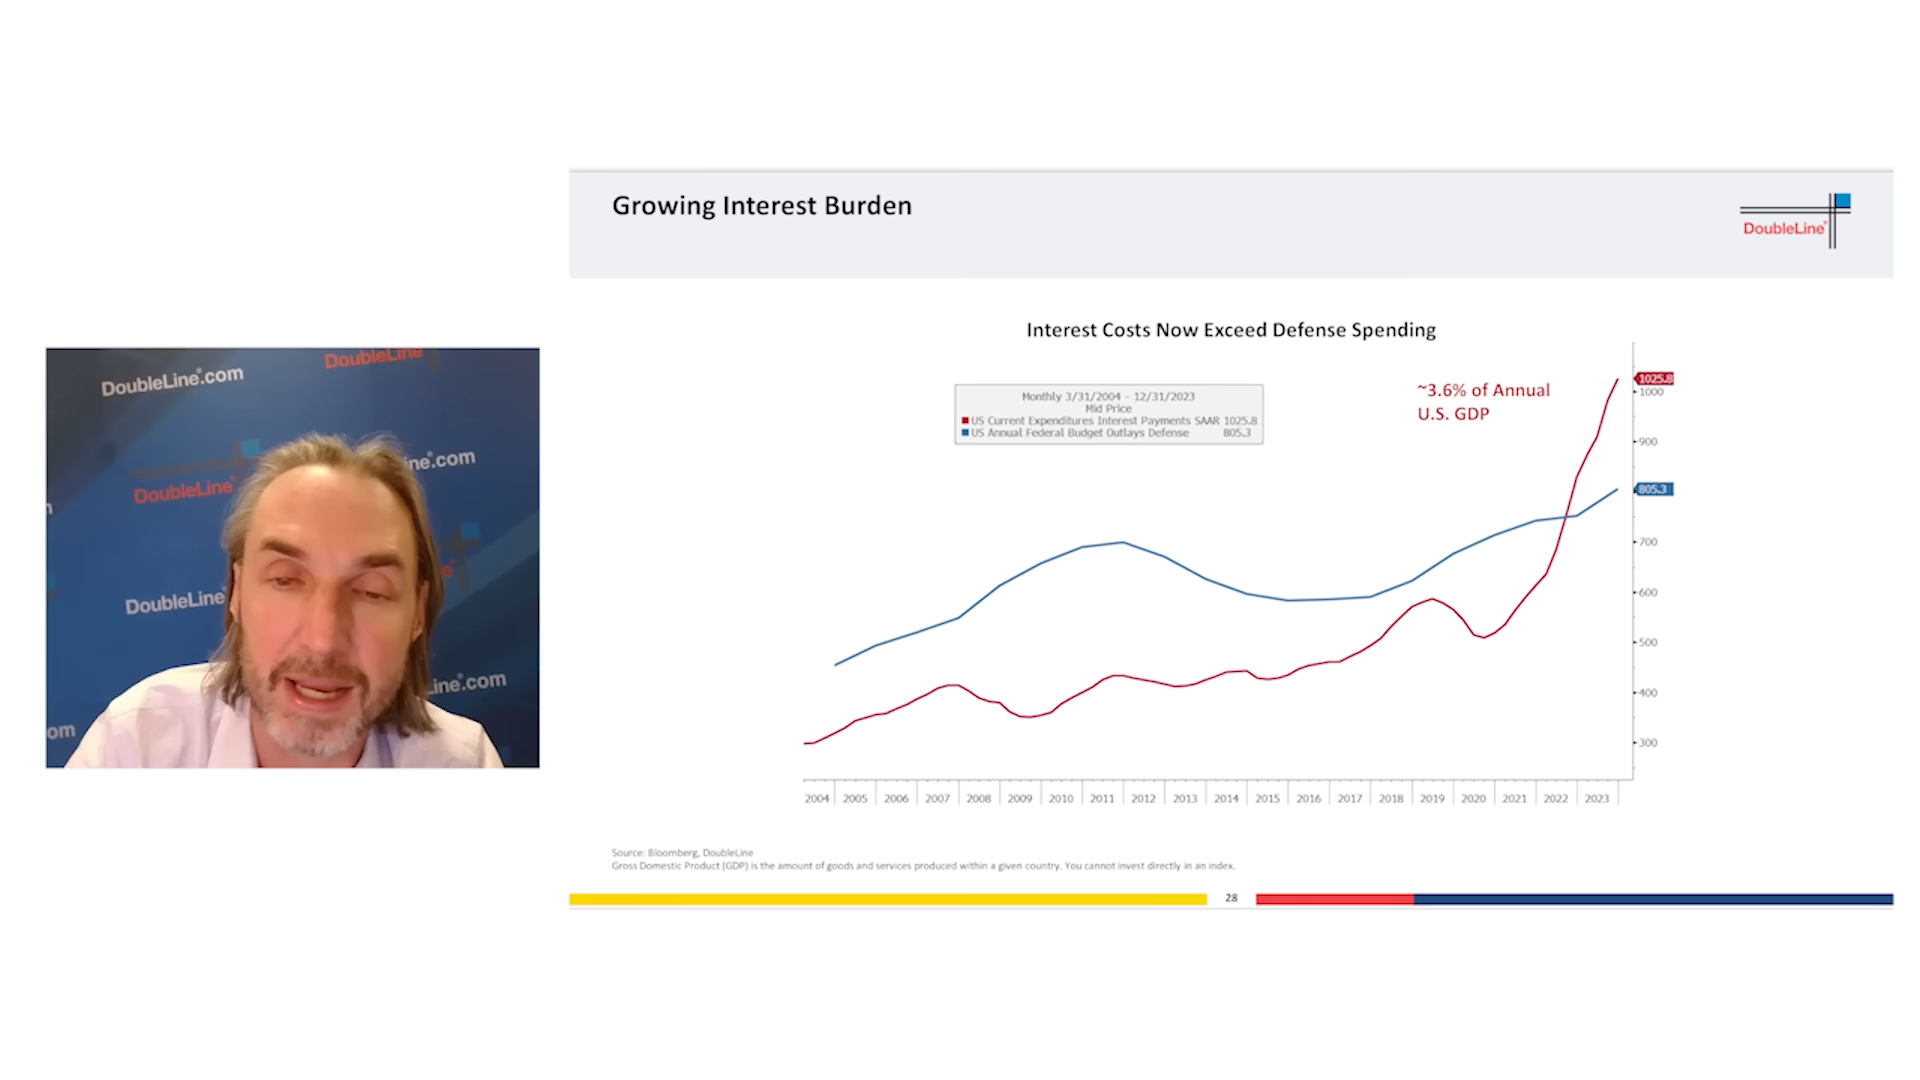 Growing Interest Burden
DoubleLine®
Interest Costs Now Exceed Defense Spending
~3.6% of Annual
U.S. GDP
Monthly 3/31/2004 - 12/31/2023
Mid Price
US Current Expenditures Interest Payments SAAR 1025.8
US Annual Federal Budget Outlays Defense 805.3
1025.8
1000
900
805.3
700
600
500
400
300
2004 2005 2006 2007 2008 2009 2010 2011 2012 2013 2014 2015 2016 2017 2018 2019 2020 2021 2022 2023
Source: Bloomberg, DoubleLine
Gross Domestic Product (GDP) is the amount of goods and services produced within a given country. You cannot invest directly in an index.
28
DoubleLine®
DoubleLine®.com
ine®.com
DoubleLine®
DoubleLine
Line®.com
om